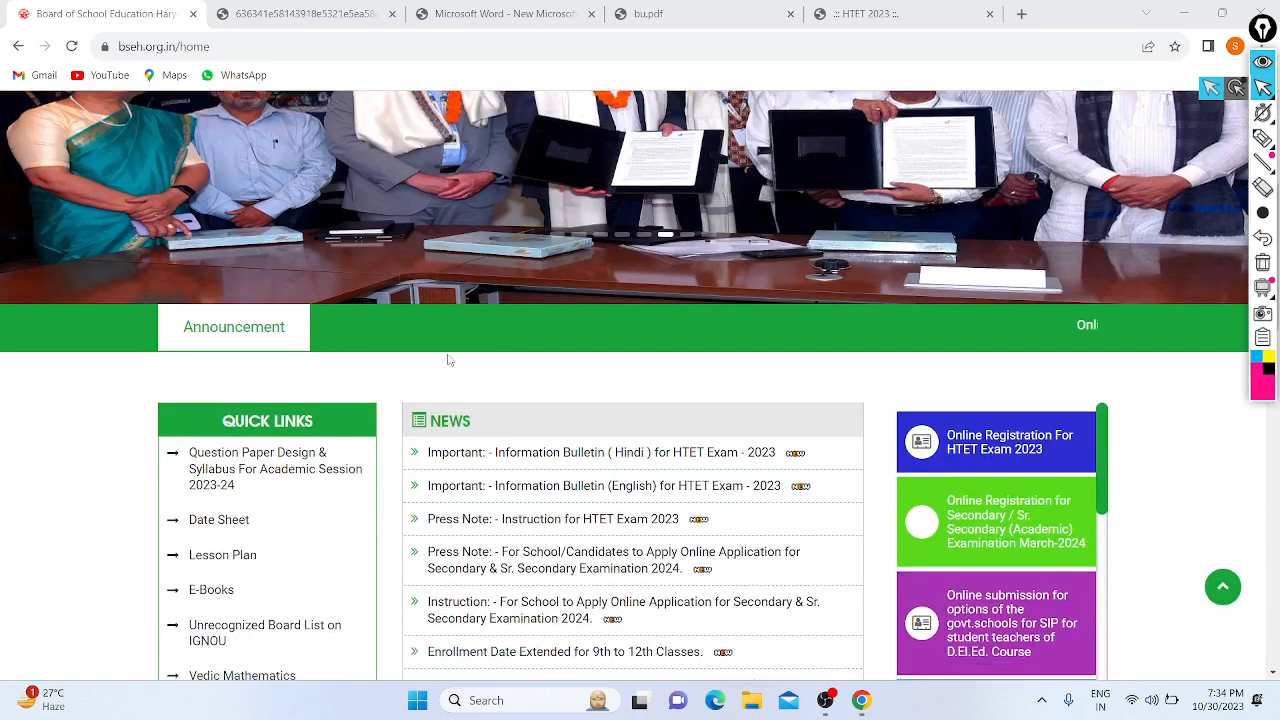 Board of School Education Hary
636341e58143918e5321e5ea58
Microsoft Word - New Microsoft
bu.pdf
.:: HTET 2023 ::.
bseh.org.in/home
S
Gmail
YouTube
Maps
WhatsApp
Announcement
Onli
QUICK LINKS
Question Paper Design &
Syllabus For Academic Session
2023-24
Date Sheet
Lesson Plan
E-Books
Unrecognized Board List on
IGNOU
Vedic Mathematics
NEWS
Important: - Information Bulletin ( Hindi ) for HTET Exam - 2023
Important: - Information Bulletin (English) for HTET Exam - 2023
Press Note: - Instruction for HTET Exam 2023
Press Note: - For School/Candidates to Apply Online Application for
Secondary & Sr. Secondary Examination 2024.
Instruction: - For School to Apply Online Application for Secondary & Sr.
Secondary Examination 2024.
Enrollment Date Extended for 9th to 12th Classes.
Online Registration For
HTET Exam 2023
Online Registration for
Secondary / Sr.
Secondary (Academic)
Examination March-2024
Online submission for
options of the
govt.schools for SIP for
student teachers of
D.El.Ed. Course
1
27°C
Haze
Search
ENG
IN
7:34 PM
10/30/2023